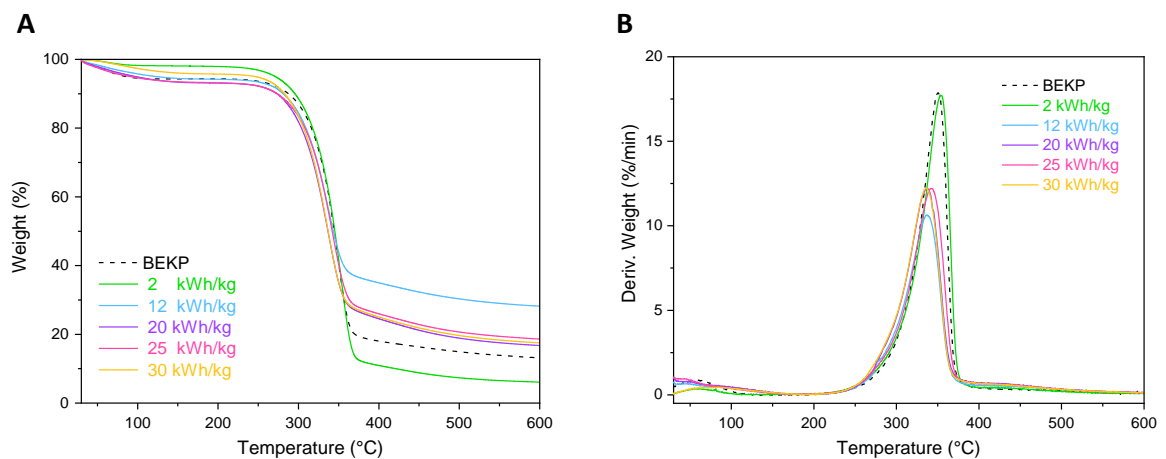 A
Weight (%)
100
80
60
40
20
0
BEKP
2 kWh/kg
12 kWh/kg
20 kWh/kg
25 kWh/kg
30 kWh/kg
100 200 300 400 500 600
Temperature (°C)
B
Deriv. Weight (%/min)
20
15
10
5
0
BEKP
2 kWh/kg
12 kWh/kg
20 kWh/kg
25 kWh/kg
30 kWh/kg
100 200 300 400 500 600
Temperature (°C)